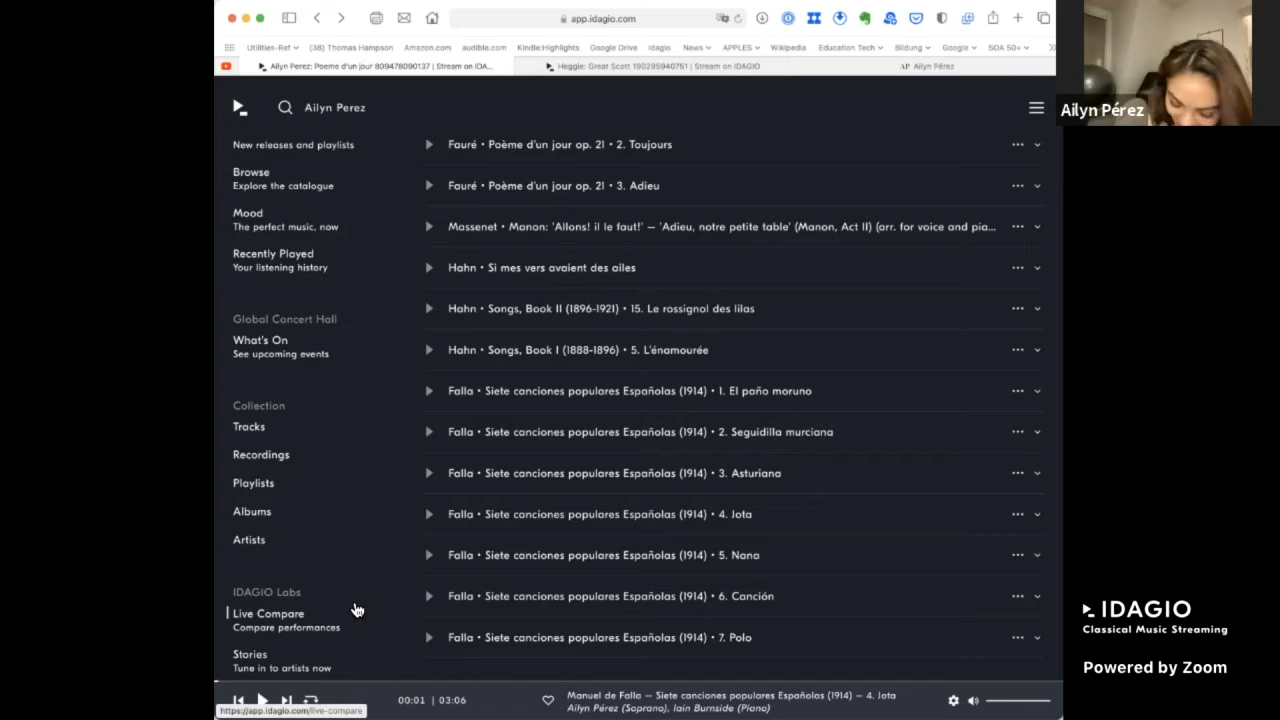 app.idagio.com
Utilities-Ref
(38) Thomas Hampson
Amazon.com
audible.com
Kindle:Highlights
Google Drive
Idagio
News
APPLES
Wikipedia
Education Tech
Bildung
Google
SOA 50+
Ailyn Perez: Poeme d'un jour 809478090137 | Stream on IDA...
Heggie: Great Scott 190295940751 | Stream on IDAGIO
AP Ailyn Pérez
Ailyn Perez
Ailyn Pérez
New releases and playlists
Browse
Explore the catalogue
Mood
The perfect music, now
Recently Played
Your listening history
Global Concert Hall
What's On
See upcoming events
Collection
Tracks
Recordings
Playlists
Albums
Artists
IDAGIO Labs
Live Compare
Compare performances
Stories
Tune in to artists now
Fauré • Poème d'un jour op. 21 • 2. Toujours
Fauré • Poème d'un jour op. 21 • 3. Adieu
Massenet • Manon: 'Allons! il le faut!' — 'Adieu, notre petite table' (Manon, Act II) (arr. for voice and pia...
Hahn • Si mes vers avaient des ailes
Hahn • Songs, Book II (1896-1921) • 15. Le rossignol des lilas
Hahn • Songs, Book I (1888-1896) • 5. L'énamourée
Falla • Siete canciones populares Españolas (1914) • 1. El paño moruno
Falla • Siete canciones populares Españolas (1914) • 2. Seguidilla murciana
Falla • Siete canciones populares Españolas (1914) • 3. Asturiana
Falla • Siete canciones populares Españolas (1914) • 4. Jota
Falla • Siete canciones populares Españolas (1914) • 5. Nana
Falla • Siete canciones populares Españolas (1914) • 6. Canción
Falla • Siete canciones populares Españolas (1914) • 7. Polo
00:01 | 03:06
Manuel de Falla — Siete canciones populares Españolas (1914) — 4. Jota
Ailyn Pérez (Soprano), Iain Burnside (Piano)
https://app.idagio.com/live-compare
IDAGIO
Classical Music Streaming
Powered by Zoom